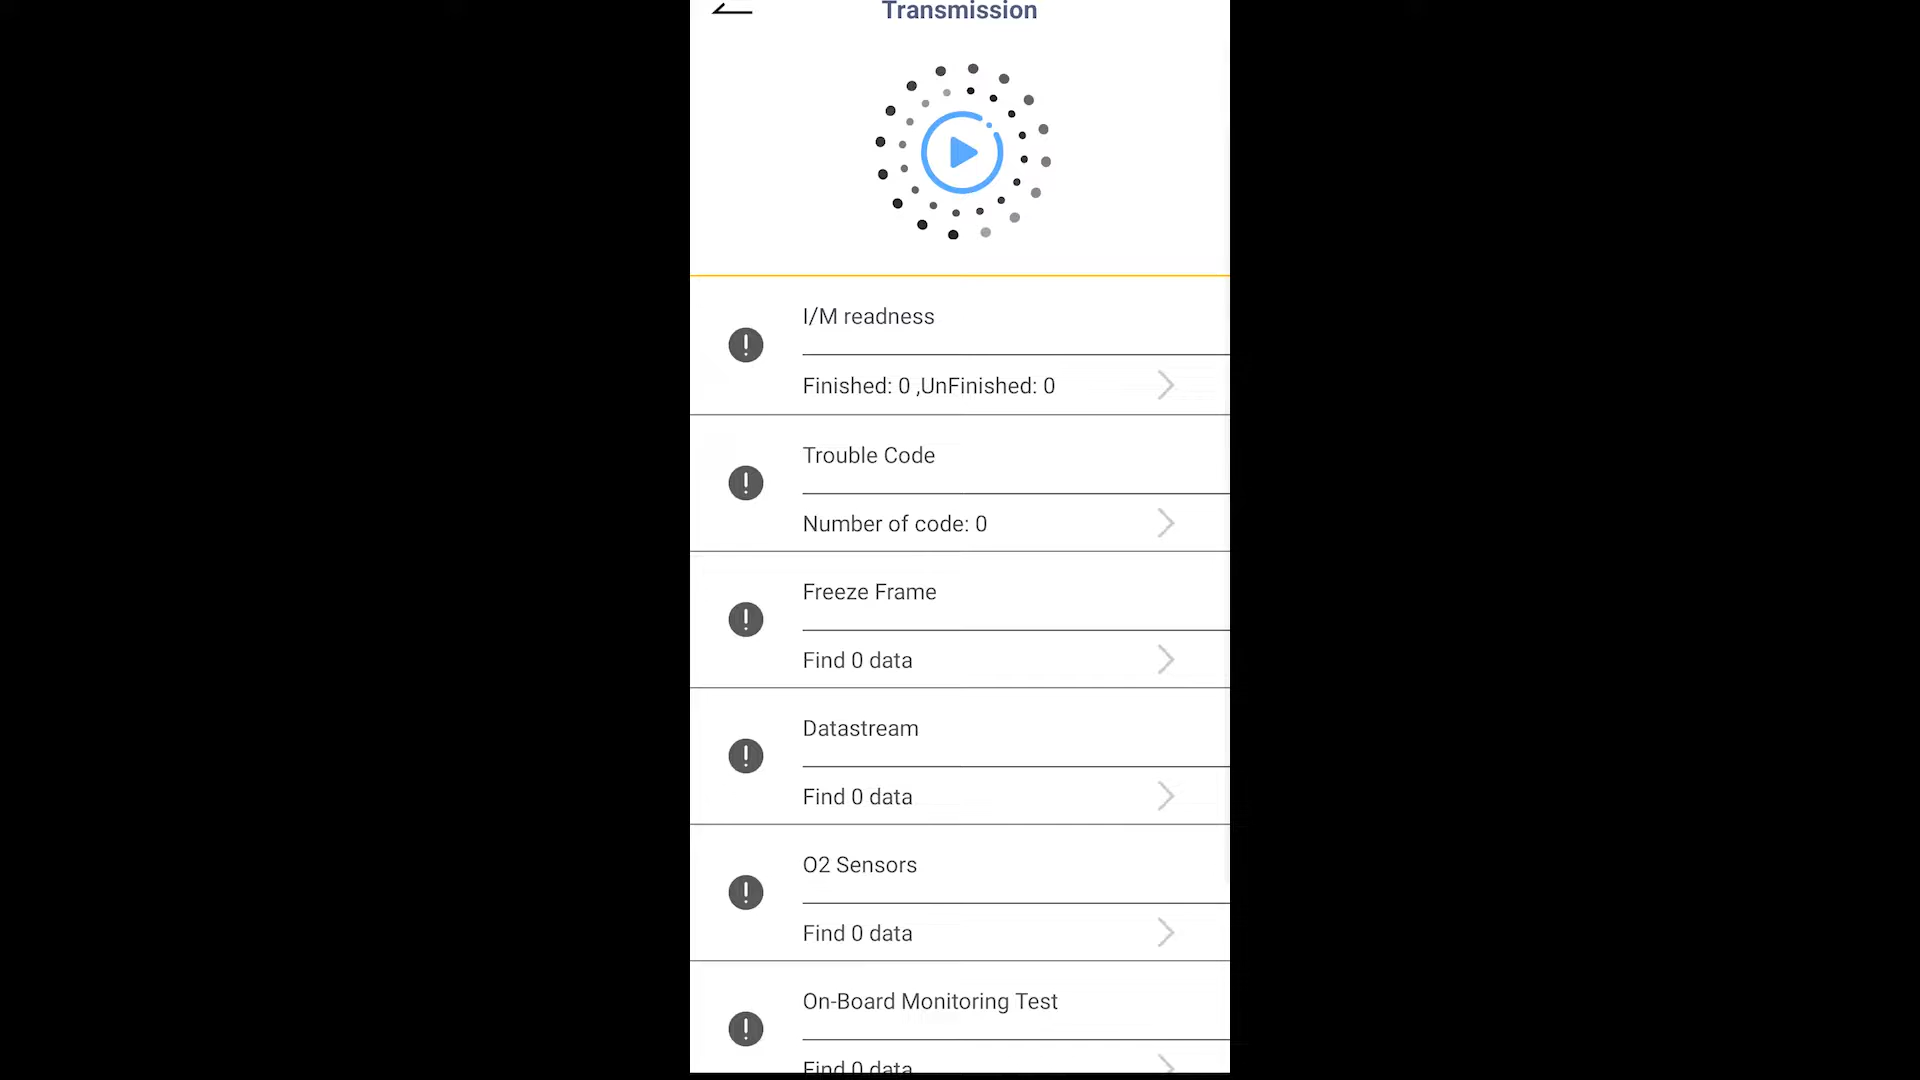 Transmission
I/M readness
Finished: 0 ,UnFinished: 0
Trouble Code
Number of code: 0
Freeze Frame
Find 0 data
Datastream
Find 0 data
O2 Sensors
Find 0 data
On-Board Monitoring Test
Find 0 data